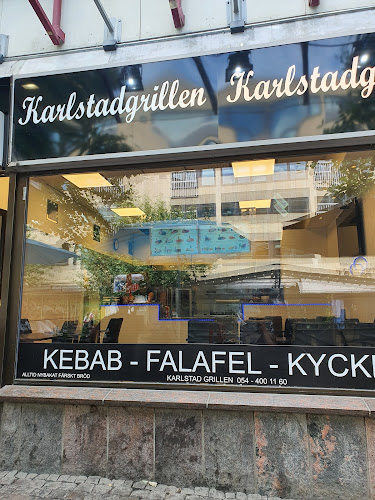 Karlstadgrillen Karlstadg
KEBAB - FALAFEL - KYCK
ALLTID NYBAKAT FÄRSKT BRÖD
KARLSTAD GRILLEN 054 - 400 11 60